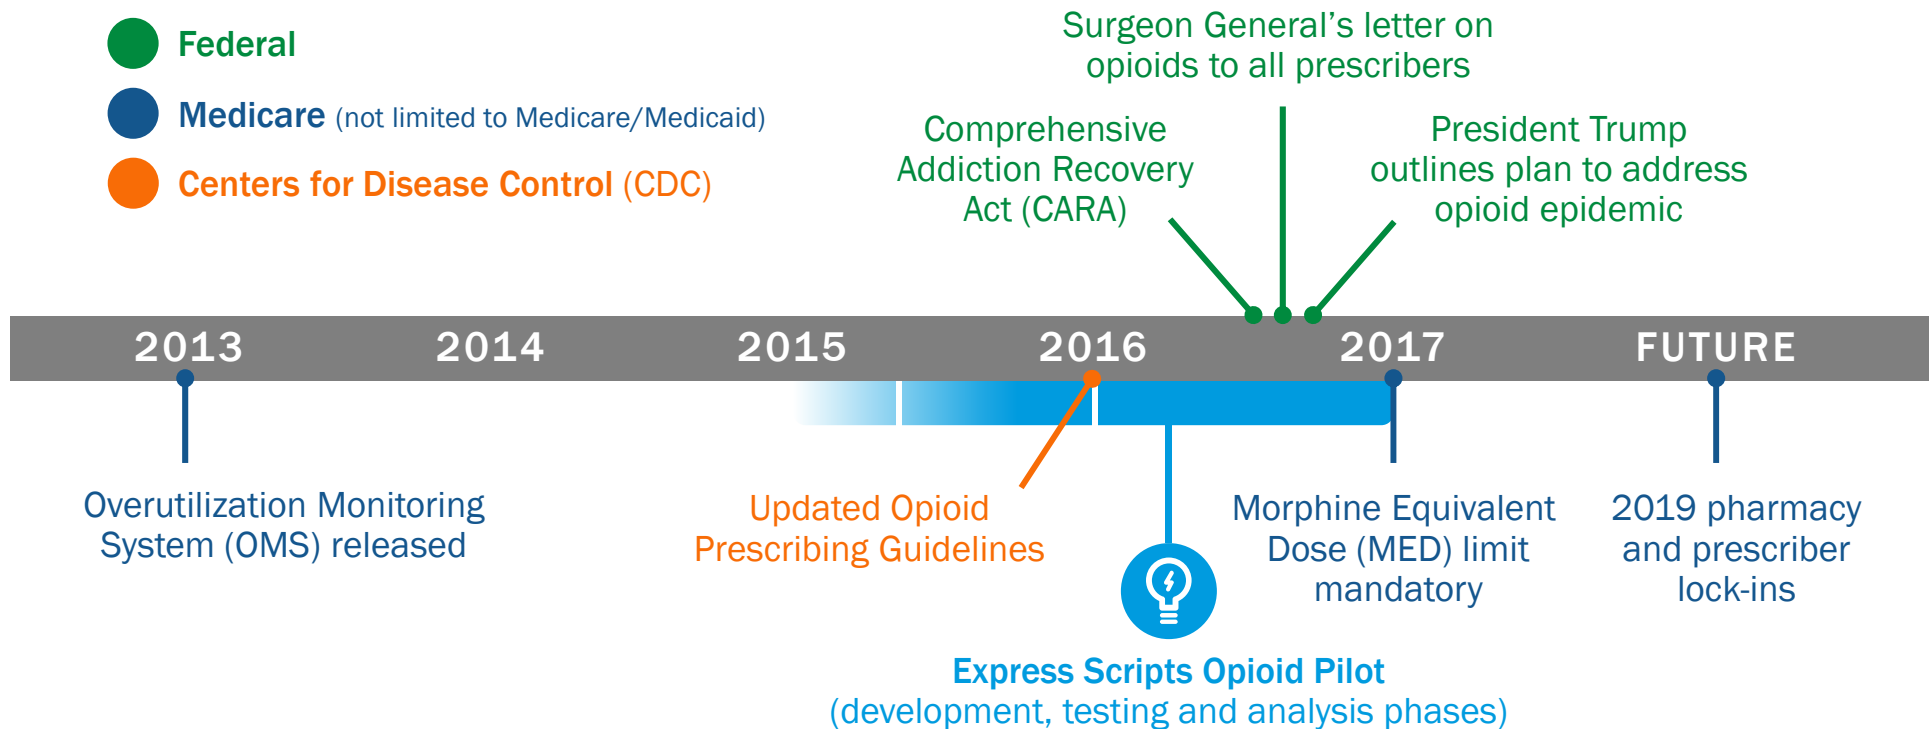 Federal
Medicare (not limited to Medicare/Medicaid)
Centers for Disease Control (CDC)
Surgeon General’s letter on
opioids to all prescribers
Comprehensive
Addiction Recovery
Act (CARA)
President Trump
outlines plan to address
opioid epidemic
2013
2014
2015
2016
2017
FUTURE
Overutilization Monitoring
System (OMS) released
Updated Opioid
Prescribing Guidelines
Morphine Equivalent
Dose (MED) limit
mandatory
2019 pharmacy
and prescriber
lock-ins
Express Scripts Opioid Pilot
(development, testing and analysis phases)